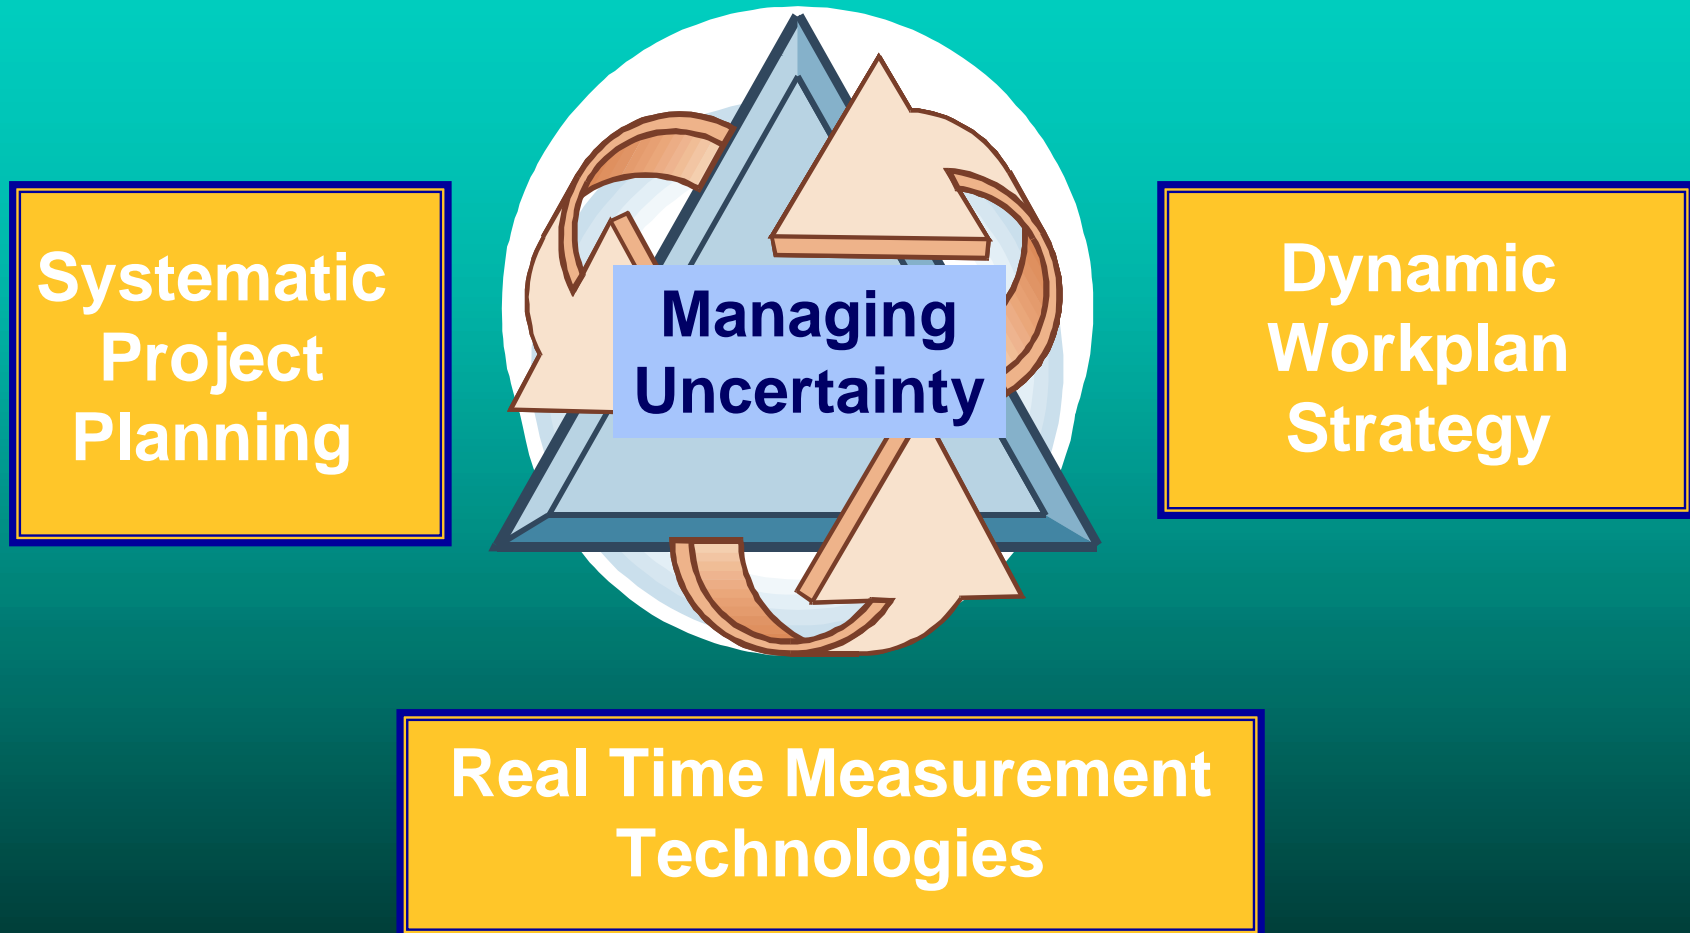 Systematic
Project
Planning
Managing
Uncertainty
Dynamic
Workplan
Strategy
Real Time Measurement
Technologies